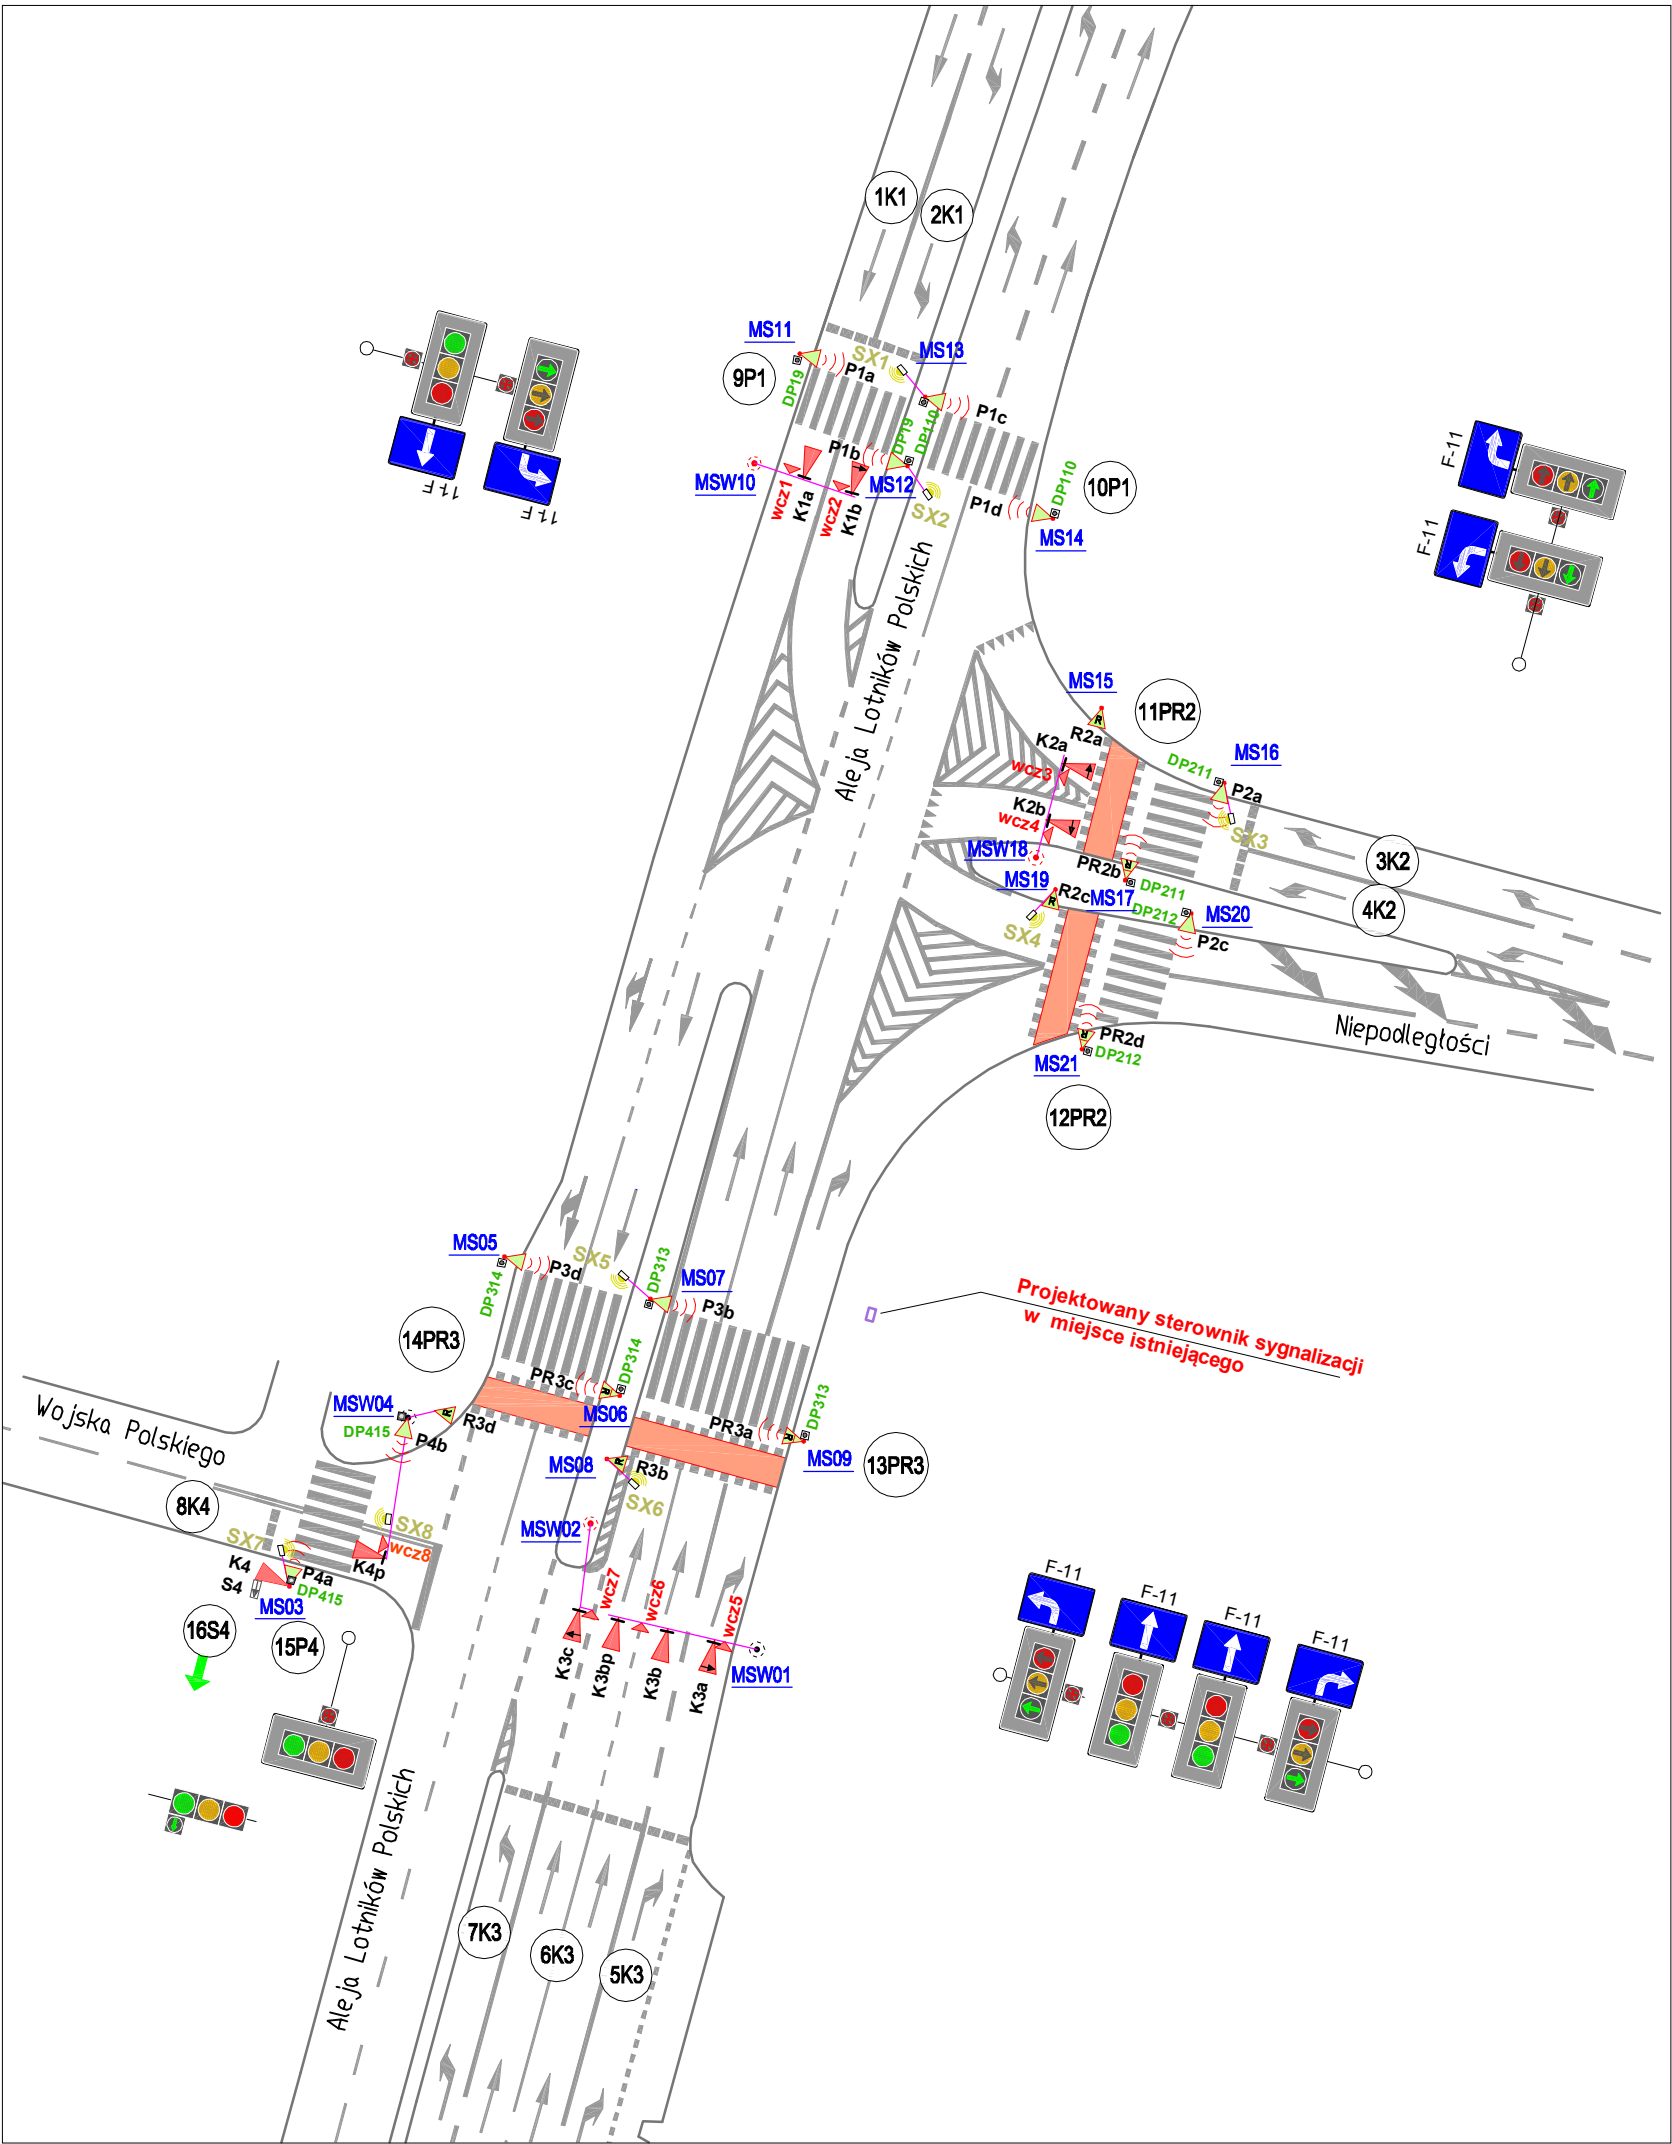 1K1
2K1
MS11
SX1
MS13
9P1
DP19
P1a
P1c
DP19
DP110
P1b
MSW10
MS12
wcz1
K1a
wcz2
K1b
SX2
P1d
DP110
10P1
MS14
F-11
F-11
F-11
F-11
Aleja Lotników Polskich
MS15
11PR2
R2a
K2a
wcz3
DP211
MS16
P2a
K2b
wcz4
SX3
MSW18
PR2b
3K2
MS19
R2c
MS17
DP211
4K2
DP212
MS20
SX4
P2c
PR2d
MS21
DP212
Niepodległości
12PR2
MS05
P3d
SX5
DP313
MS07
DP314
P3b
14PR3
Projektowany sterownik sygnalizacji
w miejsce istniejącego
DP314
PR3c
MSW04
R3d
MS06
PR3a
DP313
DP415
P4b
MS08
R3b
MS09
13PR3
Wojska Polskiego
8K4
SX6
SX7
SX8
MSW02
K4
S4
P4a
K4p
wcz8
DP415
MS03
16S4
15P4
wcz7
wcz6
wcz5
K3c
K3bp
K3b
K3a
MSW01
F-11
F-11
F-11
F-11
Aleja Lotników Polskich
7K3
6K3
5K3